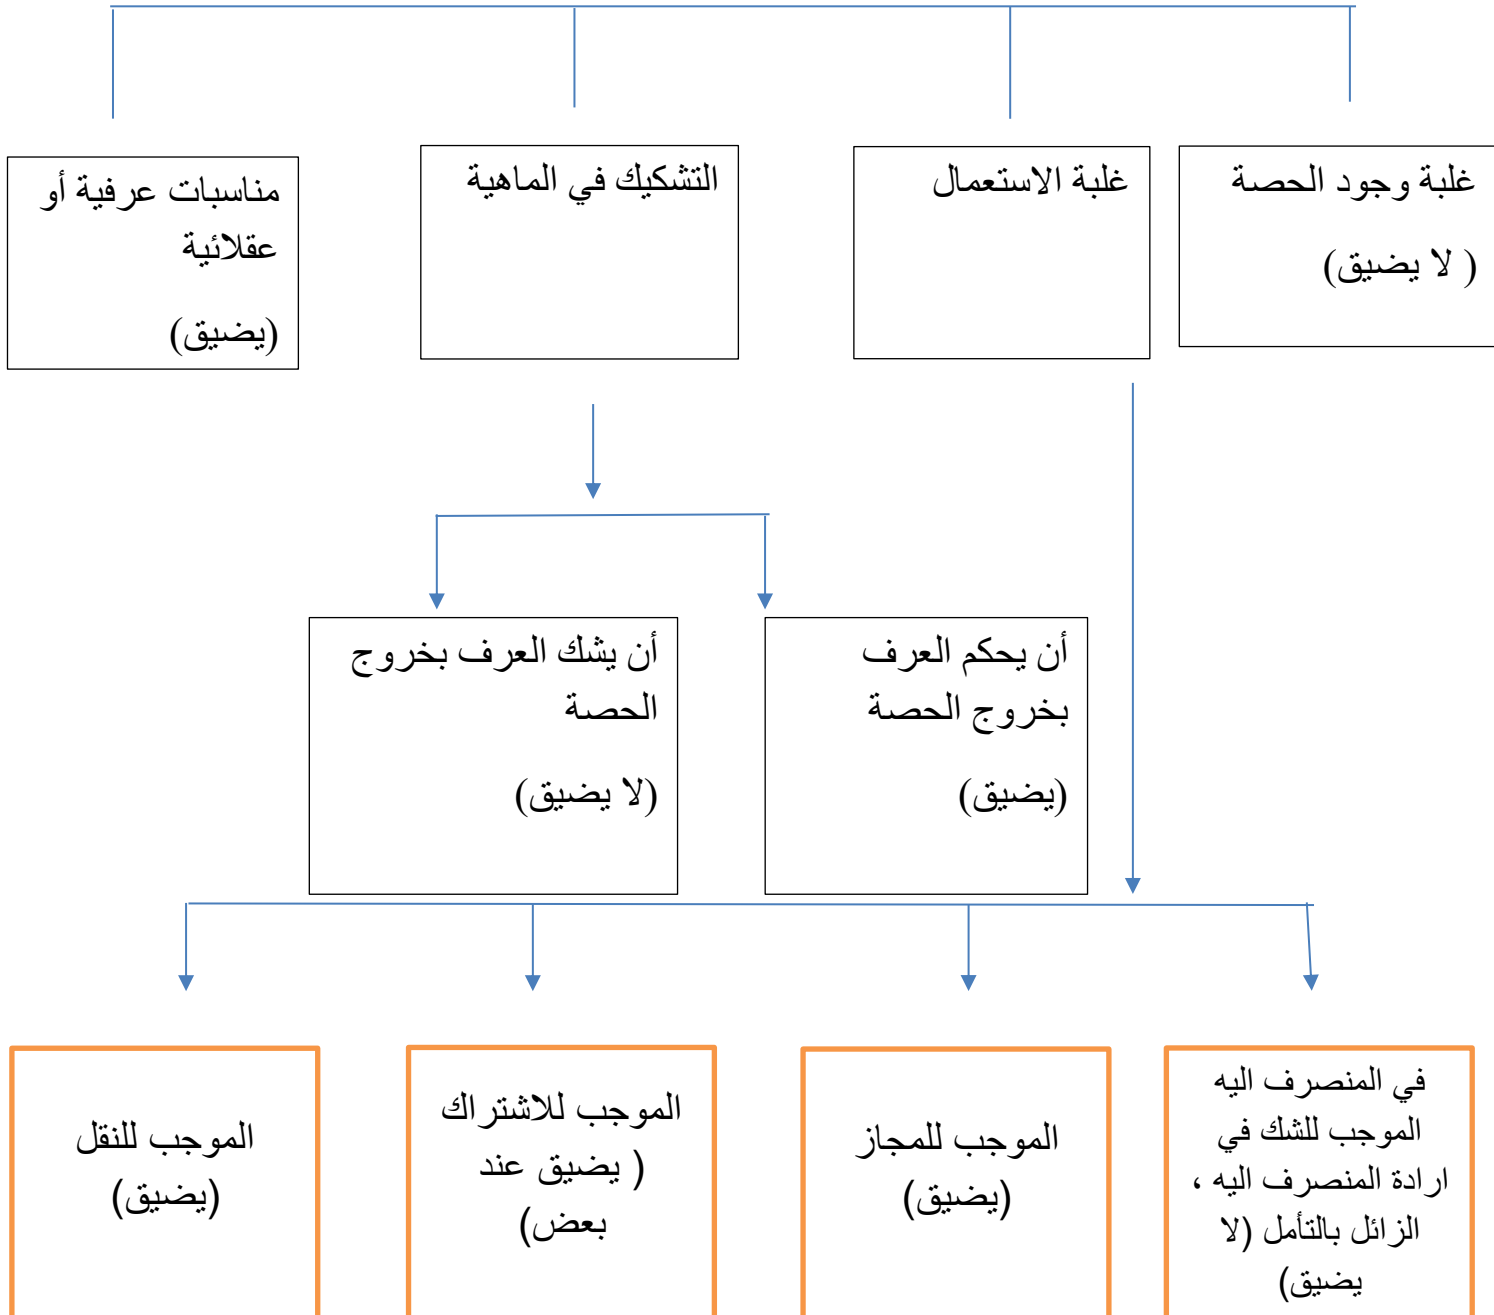 غلبة وجود الحصة
( لا يضيق)
غلبة الاستعمال
التشكيك في الماهية
مناسبات عرفية أو
عقلائية
(يضيق)
أن يحكم العرف
بخروج الحصة
(يضيق)
أن يشك العرف بخروج
الحصة
(لا يضيق)
في المنصرف اليه
الموجب للشك في
ارادة المنصرف اليه ،
الزائل بالتأمل (لا
يضيق)
الموجب للمجاز
(يضيق)
الموجب للاشتراك
( يضيق عند
بعض)
الموجب للنقل
(يضيق)